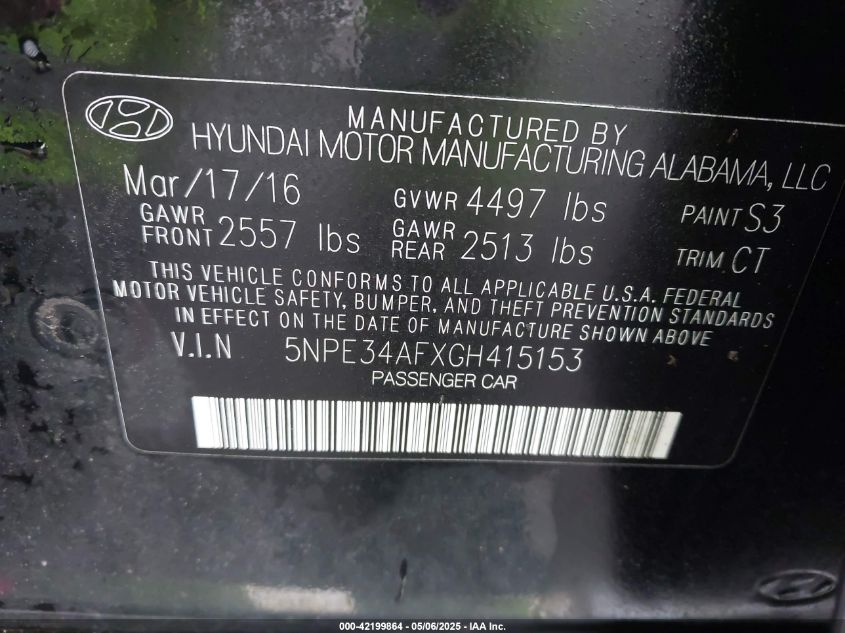 MANUFACTURED BY
HYUNDAI MOTOR MANUFACTURING ALABAMA, LLC
Mar/17/16 GVWR 4497 lbs PAINT S3
GAWR FRONT 2557 lbs GAWR REAR 2513 lbs TRIM CT
THIS VEHICLE CONFORMS TO ALL APPLICABLE U.S.A. FEDERAL
MOTOR VEHICLE SAFETY, BUMPER, AND THEFT PREVENTION STANDARDS
IN EFFECT ON THE DATE OF MANUFACTURE SHOWN ABOVE
V.I.N 5NPE34AFXGH415153
PASSENGER CAR
000-42199864 - 05/06/2025 - IAA Inc.